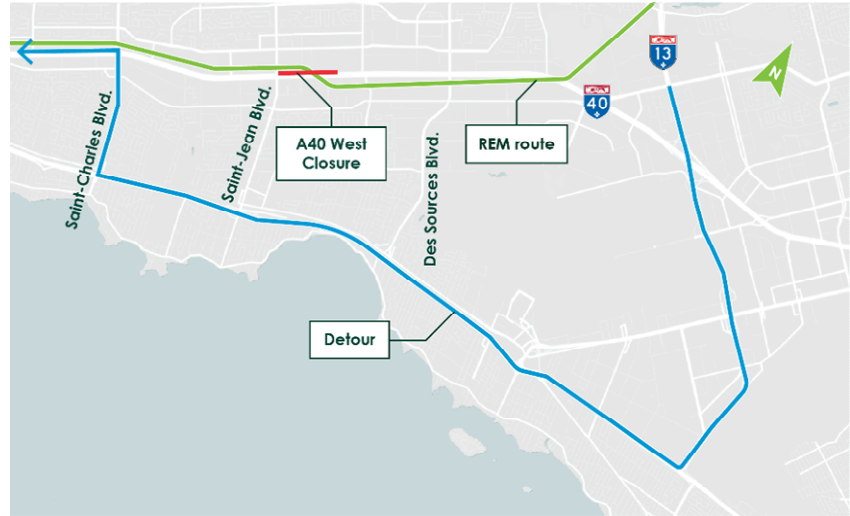 13
N
40
A40 West
Closure
REM route
Saint-Charles Blvd.
Saint-Jean Blvd.
Des Sources Blvd.
Detour